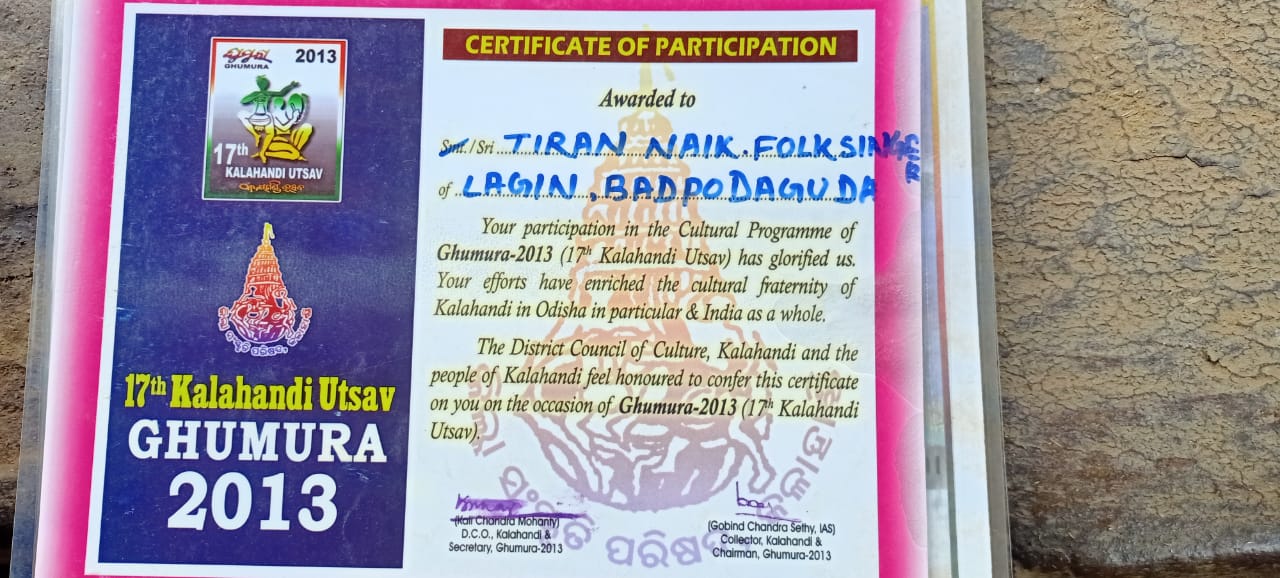 ଘୁମୁରା 2013
GHUMURA
17th
KALAHANDI UTSAV
17th Kalahandi Utsav
GHUMURA
2013
CERTIFICATE OF PARTICIPATION
Awarded to
Smt. / Sri TIRAN NAIK. FOLK SINGER
of LAGIN, BADPODAGUDA
Your participation in the Cultural Programme of
Ghumura-2013 (17th Kalahandi Utsav) has glorified us.
Your efforts have enriched the cultural fraternity of
Kalahandi in Odisha in particular & India as a whole.
The District Council of Culture, Kalahandi and the
people of Kalahandi feel honoured to confer this certificate
on you on the occasion of Ghumura-2013 (17th Kalahandi
Utsav).
(Kali Chandra Mohanty)
D.C.O., Kalahandi &
Secretary, Ghumura-2013
(Gobind Chandra Sethy, IAS)
Collector, Kalahandi &
Chairman, Ghumura-2013
ସଂସ୍କୃତି ପରିଷଦ